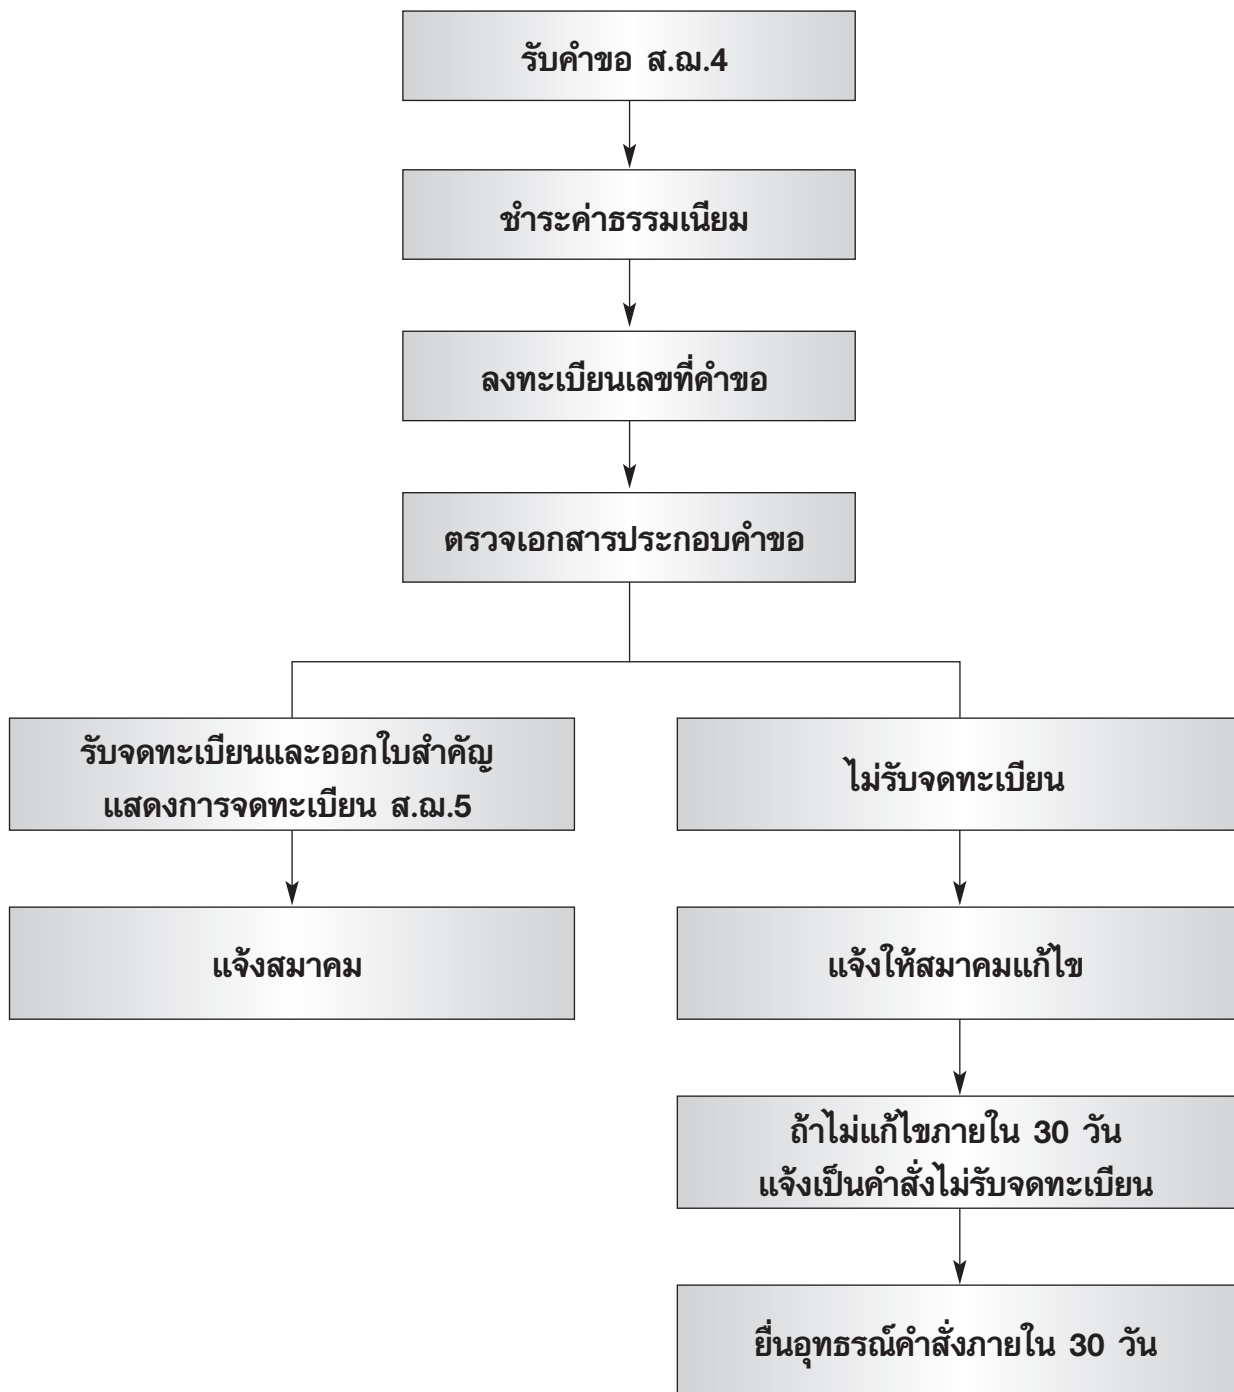 รับคำขอ ส.ฌ.4
ชำระค่าธรรมเนียม
ลงทะเบียนเลขที่คำขอ
ตรวจเอกสารประกอบคำขอ
รับจดทะเบียนและออกใบสำคัญ
แสดงการจดทะเบียน ส.ฌ.5
แจ้งสมาคม
ไม่รับจดทะเบียน
แจ้งให้สมาคมแก้ไข
ถ้าไม่แก้ไขภายใน 30 วัน
แจ้งเป็นคำสั่งไม่รับจดทะเบียน
ยื่นอุทธรณ์คำสั่งภายใน 30 วัน